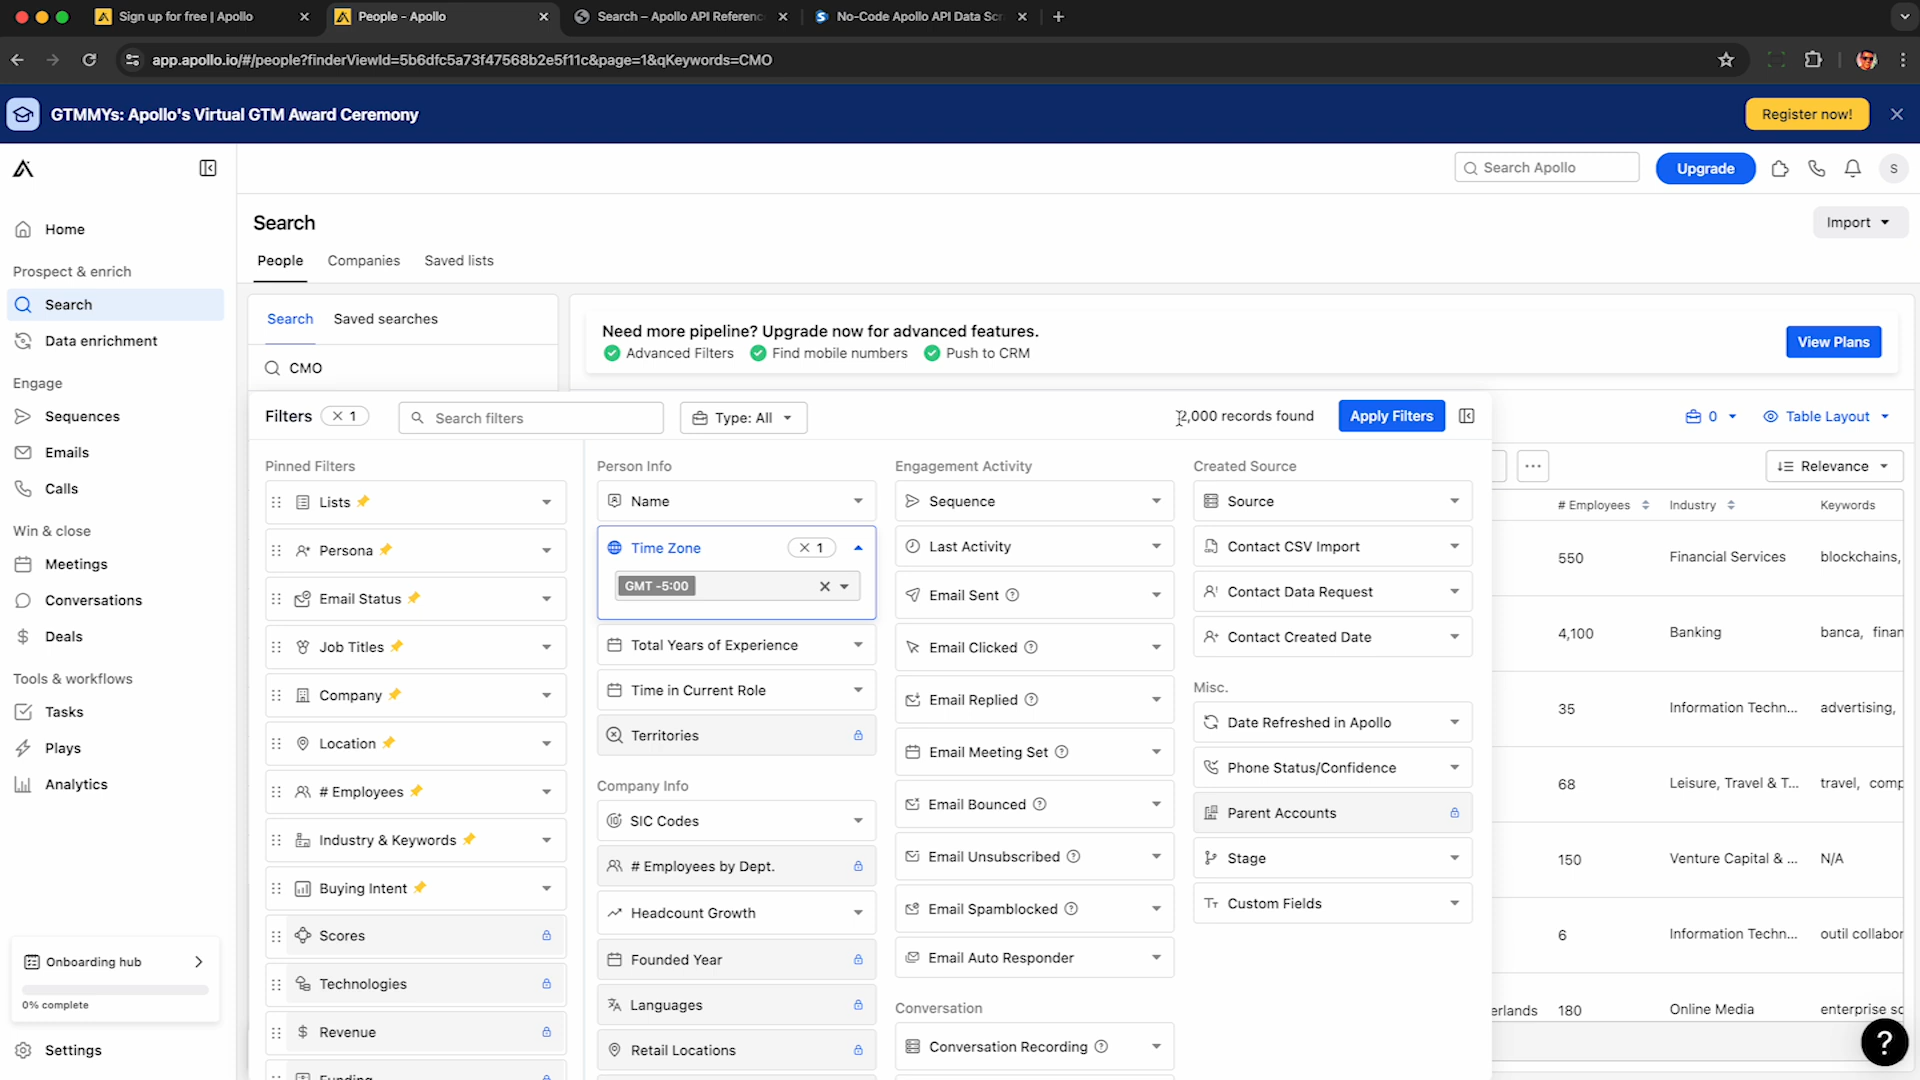 Sign up for free | Apollo
People - Apollo
Search – Apollo API Referenc
No-Code Apollo API Data Scr
app.apollo.io/#/people?finderViewId=5b6dfc5a73f47568b2e5f11c&page=1&qKeywords=CMO
GTMMYs: Apollo's Virtual GTM Award Ceremony
Register now!
Search Apollo
Upgrade
S
Home
Prospect & enrich
Search
Data enrichment
Engage
Sequences
Emails
Calls
Win & close
Meetings
Conversations
Deals
Tools & workflows
Tasks
Plays
Analytics
Onboarding hub
0% complete
Settings
Search
Import
People
Companies
Saved lists
Search
Saved searches
CMO
Need more pipeline? Upgrade now for advanced features.
Advanced Filters
Find mobile numbers
Push to CRM
View Plans
Filters
1
Search filters
Type: All
2,000 records found
Apply Filters
0
Table Layout
Relevance
Pinned Filters
Lists
Persona
Email Status
Job Titles
Company
Location
# Employees
Industry & Keywords
Buying Intent
Scores
Technologies
Revenue
Funding
Person Info
Name
Time Zone
1
GMT -5:00
Total Years of Experience
Time in Current Role
Territories
Company Info
SIC Codes
# Employees by Dept.
Headcount Growth
Founded Year
Languages
Retail Locations
Engagement Activity
Sequence
Last Activity
Email Sent
Email Clicked
Email Replied
Email Meeting Set
Email Bounced
Email Unsubscribed
Email Spamblocked
Email Auto Responder
Conversation
Conversation Recording
Created Source
Source
Contact CSV Import
Contact Data Request
Contact Created Date
Misc.
Date Refreshed in Apollo
Phone Status/Confidence
Parent Accounts
Stage
Custom Fields
# Employees Industry Keywords
550 Financial Services blockchains,
4,100 Banking banca, finan
35 Information Techn... advertising,
68 Leisure, Travel & T... travel, comp
150 Venture Capital & ... N/A
6 Information Techn... outil collabor
erlands 180 Online Media enterprise so
?